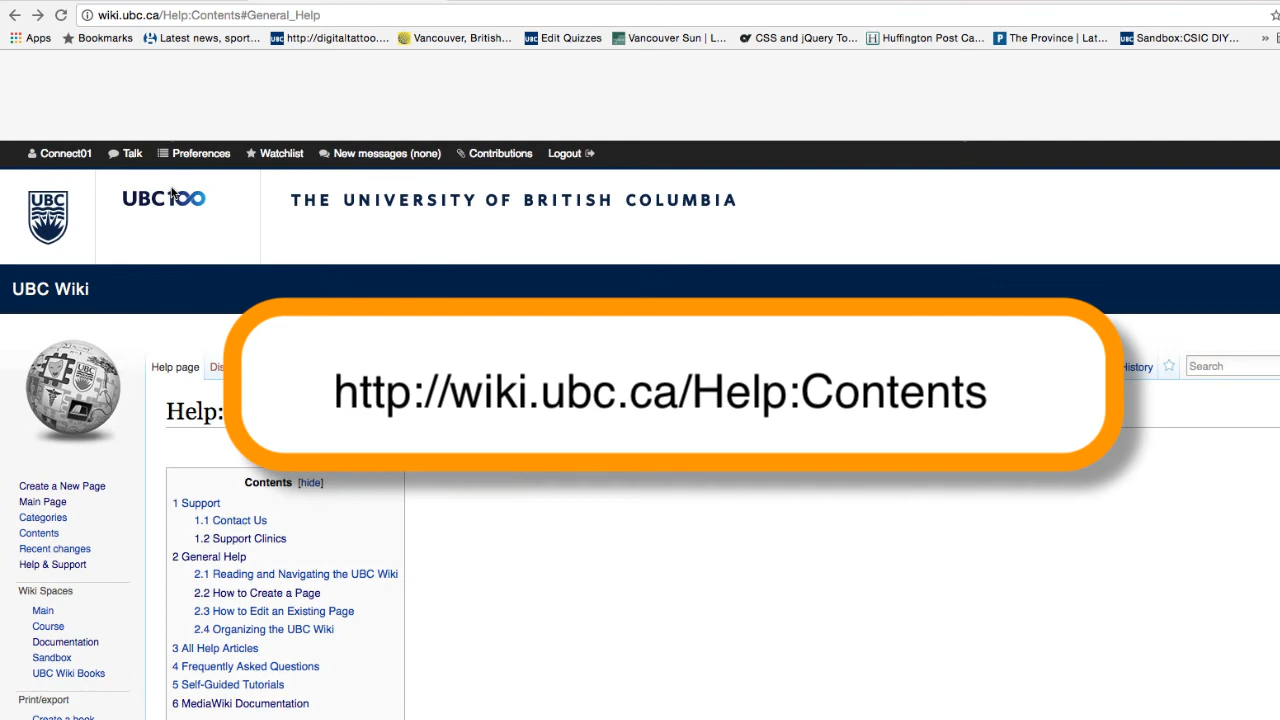 wiki.ubc.ca/Help:Contents#General_Help
Apps Bookmarks Latest news, sport... http://digitaltattoo.... Vancouver, British... Edit Quizzes Vancouver Sun | L... CSS and jQuery To... Huffington Post Ca... The Province | Lat... Sandbox:CSIC DIY... »
Connect01 Talk Preferences Watchlist New messages (none) Contributions Logout
UBC UBC100 THE UNIVERSITY OF BRITISH COLUMBIA
UBC Wiki
Help page Dis History Search
http://wiki.ubc.ca/Help:Contents
Help:
Contents [hide]
1 Support
1.1 Contact Us
1.2 Support Clinics
2 General Help
2.1 Reading and Navigating the UBC Wiki
2.2 How to Create a Page
2.3 How to Edit an Existing Page
2.4 Organizing the UBC Wiki
3 All Help Articles
4 Frequently Asked Questions
5 Self-Guided Tutorials
6 MediaWiki Documentation
Create a New Page
Main Page
Categories
Contents
Recent changes
Help & Support
Wiki Spaces
Main
Course
Documentation
Sandbox
UBC Wiki Books
Print/export
Create a book